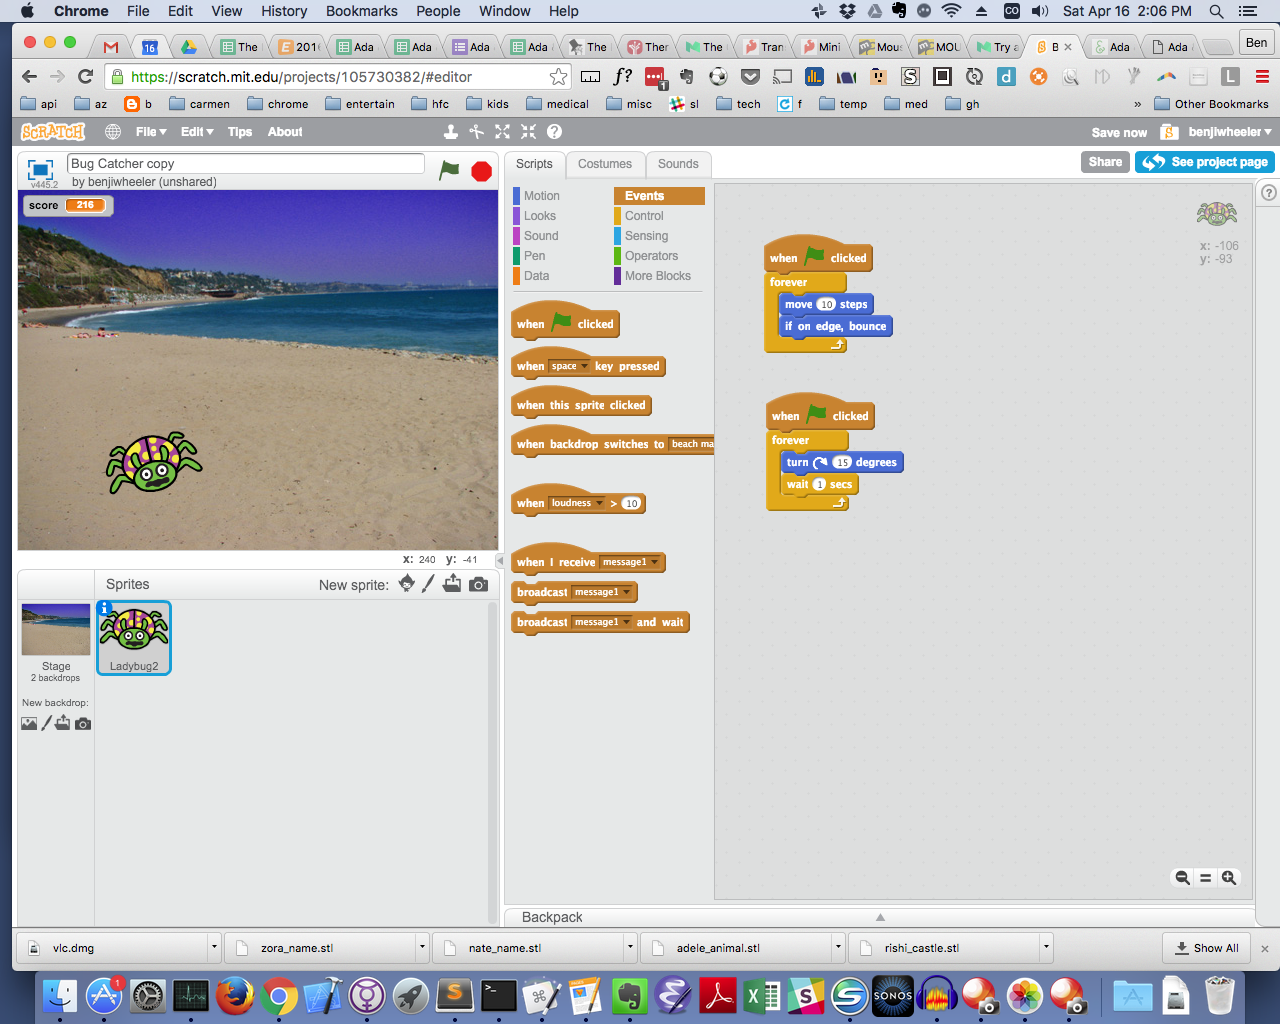 Chrome File Edit View History Bookmarks People Window Help
CO Sat Apr 16 2:06 PM
16 The 201 Ada Ada Ada Ada The Ther The Tran Mini Mous MOU Try a B Ada Ada Ben
https://scratch.mit.edu/projects/105730382/#editor
f? 1 S d L
api az b carmen chrome entertain hfc kids medical misc sl tech f temp med gh » Other Bookmarks
SCRATCH File Edit Tips About ? Save now benjiwheeler
Bug Catcher copy
v445.2 by benjiwheeler (unshared)
Scripts Costumes Sounds
Share See project page
score 216
Motion Events
Looks Control
Sound Sensing
Pen Operators
Data More Blocks
when clicked
when space key pressed
when this sprite clicked
when backdrop switches to beach ma
when loudness > 10
when I receive message1
broadcast message1
broadcast message1 and wait
when clicked
forever
move 10 steps
if on edge, bounce
when clicked
forever
turn 15 degrees
wait 1 secs
x: -106
y: -93
?
x: 240 y: -41
Sprites New sprite:
Stage
2 backdrops
New backdrop:
i
Ladybug2
Backpack
vlc.dmg zora_name.stl nate_name.stl adele_animal.stl rishi_castle.stl Show All
1 S >_ X S S SONOS